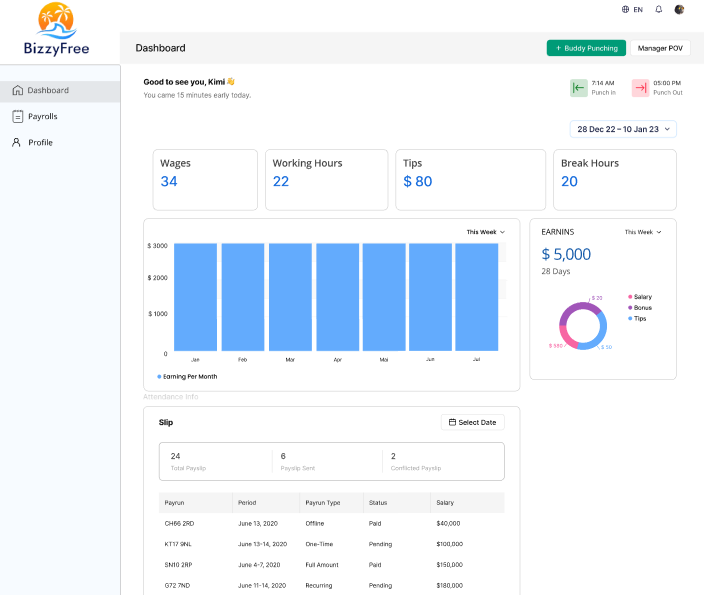 BizzyFree
EN
Dashboard
+ Buddy Punching
Manager POV
Dashboard
Payrolls
Profile
Good to see you, Kimi 👋
You came 15 minutes early today.
7:14 AM
Punch in
05:00 PM
Punch Out
28 Dec 22 – 10 Jan 23
Wages
34
Working Hours
22
Tips
$ 80
Break Hours
20
This Week
$ 3000
$ 2000
$ 1000
0
Jan Feb Mar Apr Mai Jun Jul
Earning Per Month
EARNINS
This Week
$ 5,000
28 Days
$ 20
$ 580
$ 50
Salary
Bonus
Tips
Attendance Info
Slip
Select Date
24
Total Payslip
6
Payslip Sent
2
Conflicted Payslip
Payrun Period Payrun Type Status Salary
CH66 2RD June 13, 2020 Offline Paid $40,000
KT17 9NL June 13-14, 2020 One-Time Pending $100,000
SN10 2RP June 4-7, 2020 Full Amount Paid $150,000
G72 7ND June 11-14, 2020 Recurring Pending $180,000